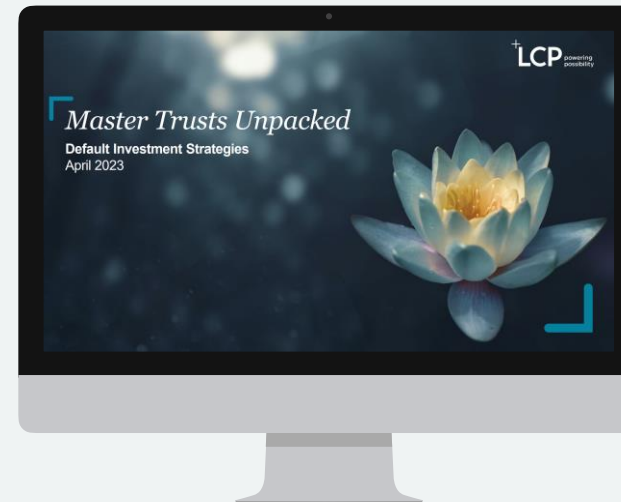 +LCP powering possibility
Master Trusts Unpacked
Default Investment Strategies
April 2023